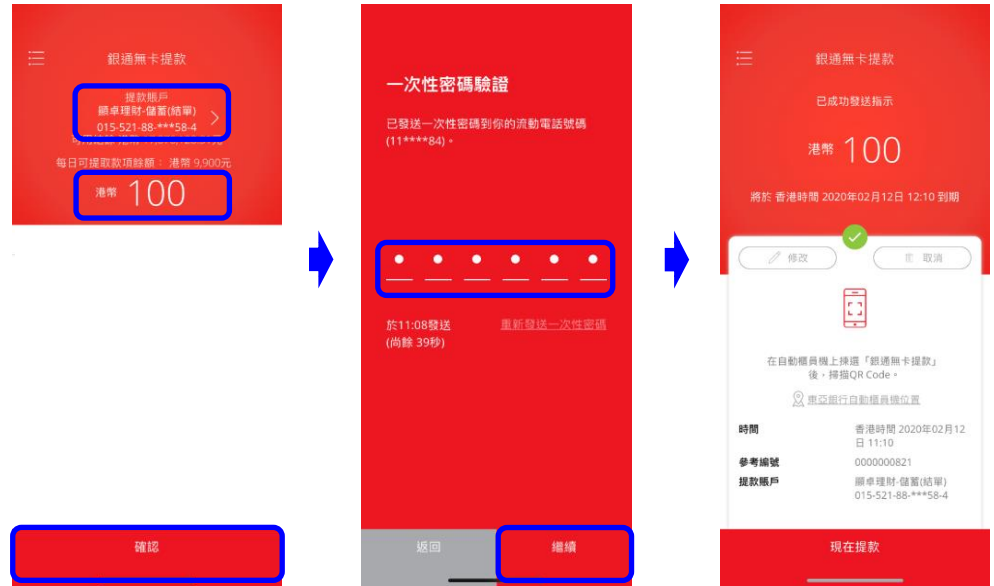 銀通無卡提款
提款賬戶
顯卓理財-儲蓄(結單)
015-521-88-***58-4
每日可提取款項餘額： 港幣 9,900元
港幣 100
確認
一次性密碼驗證
已發送一次性密碼到你的流動電話號碼
(11****84)。
於11:08發送
(尚餘 39秒)
重新發送一次性密碼
返回
繼續
銀通無卡提款
已成功發送指示
港幣 100
將於 香港時間 2020年02月12日 12:10 到期
修改
取消
在自動櫃員機上揀選「銀通無卡提款」
後，掃描QR Code。
東亞銀行自動櫃員機位置
時間
香港時間 2020年02月12
日 11:10
參考編號
0000000821
提款賬戶
顯卓理財-儲蓄(結單)
015-521-88-***58-4
現在提款